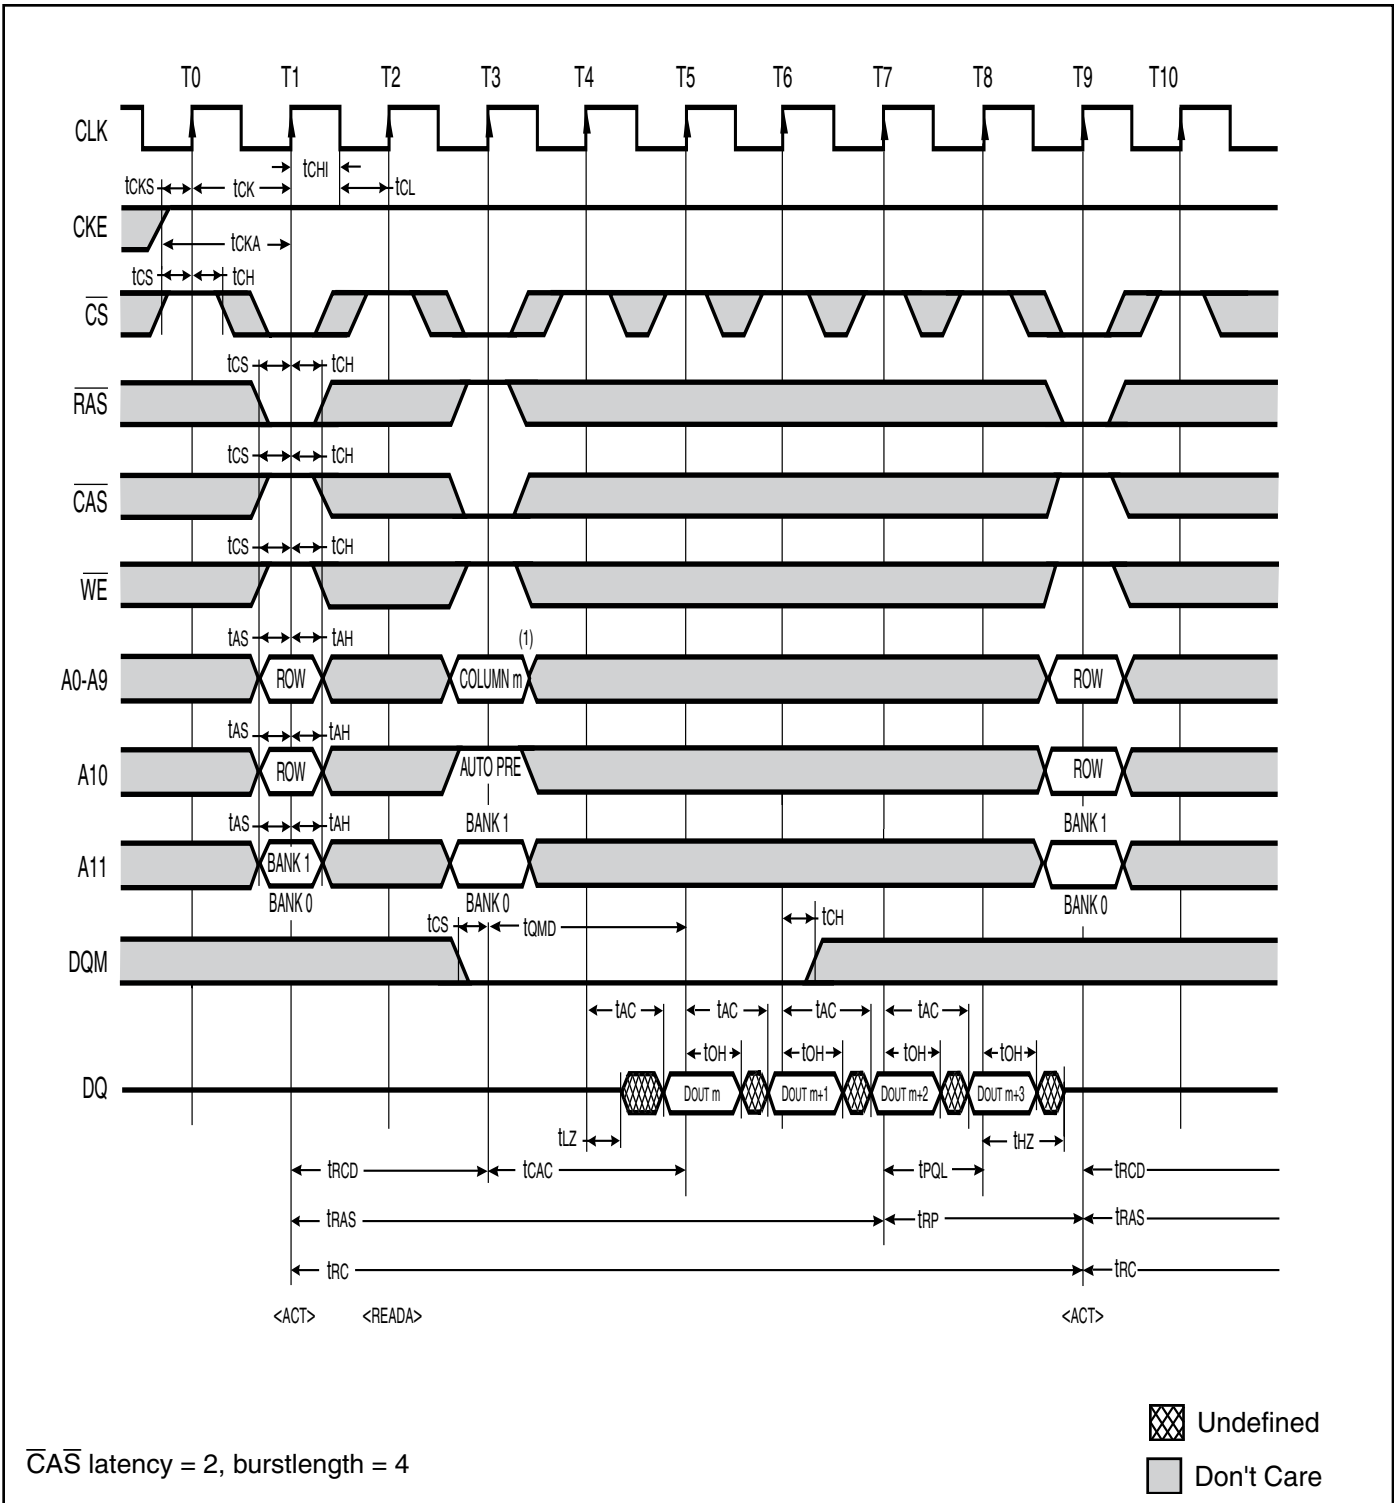 T0 T1 T2 T3 T4 T5 T6 T7 T8 T9 T10
CLK
tCHI
tCKS tCK tCL
CKE
tCKA
tCS tCH
CS
tCS tCH
RAS
tCS tCH
CAS
tCS tCH
WE
tAS tAH (1)
A0-A9 ROW COLUMN m ROW
tAS tAH
A10 ROW AUTO PRE ROW
tAS tAH BANK 1 BANK 1
A11 BANK 1
BANK 0 BANK 0 BANK 0
tCS tQMD tCH
DQM
tAC tAC tAC tAC
tOH tOH tOH tOH
DQ DOUT m DOUT m+1 DOUT m+2 DOUT m+3
tLZ tHZ
tRCD tCAC tPQL tRCD
tRAS tRP tRAS
tRC tRC
<ACT> <READA> <ACT>
Undefined
CAS latency = 2, burstlength = 4
Don't Care